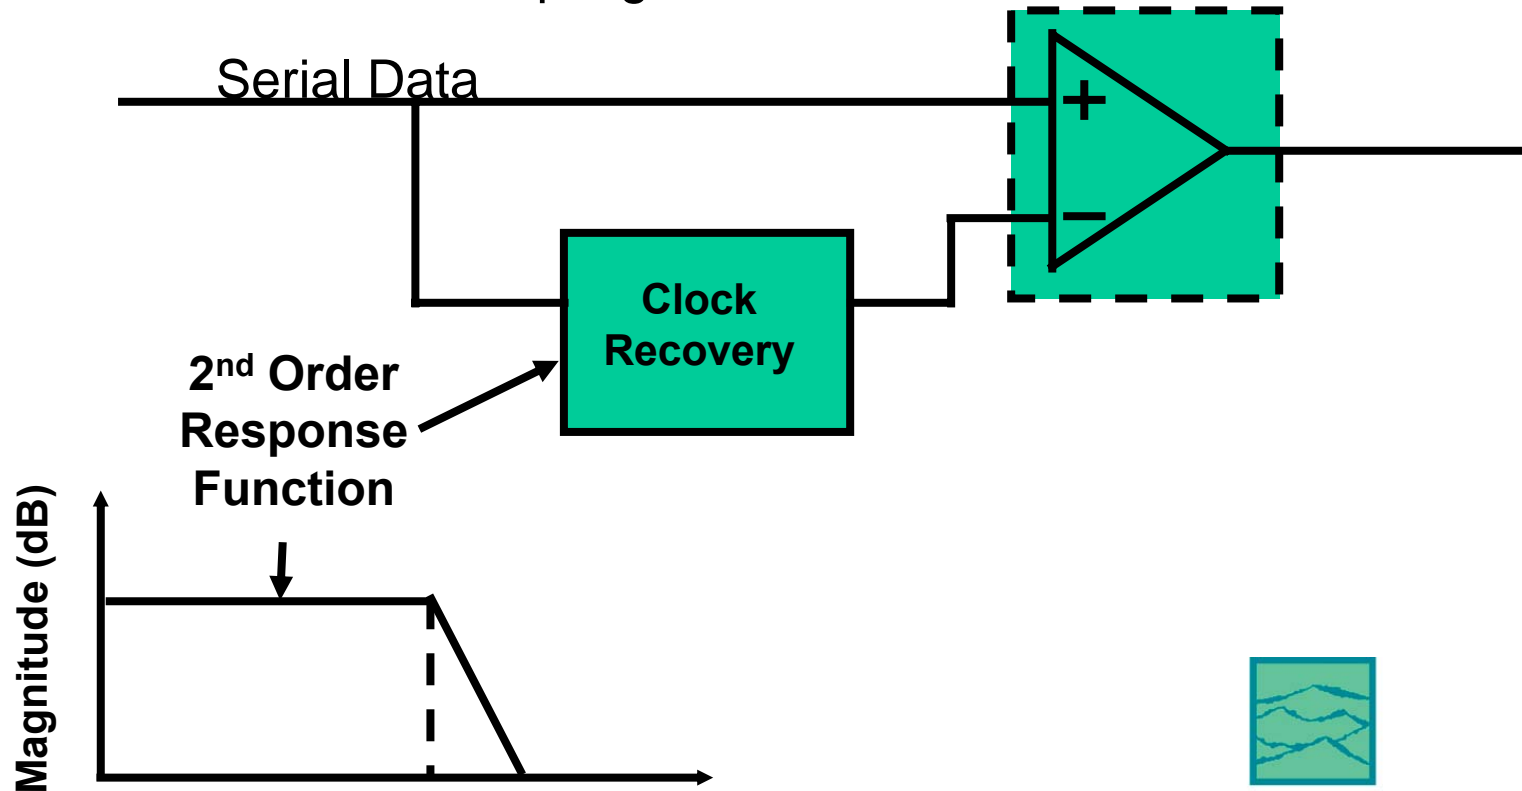 Serial Data
+
−
Clock
Recovery
2nd Order
Response
Function
Magnitude (dB)